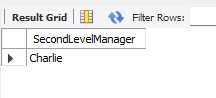 Result Grid Filter Rows:
SecondLevelManager
Charlie